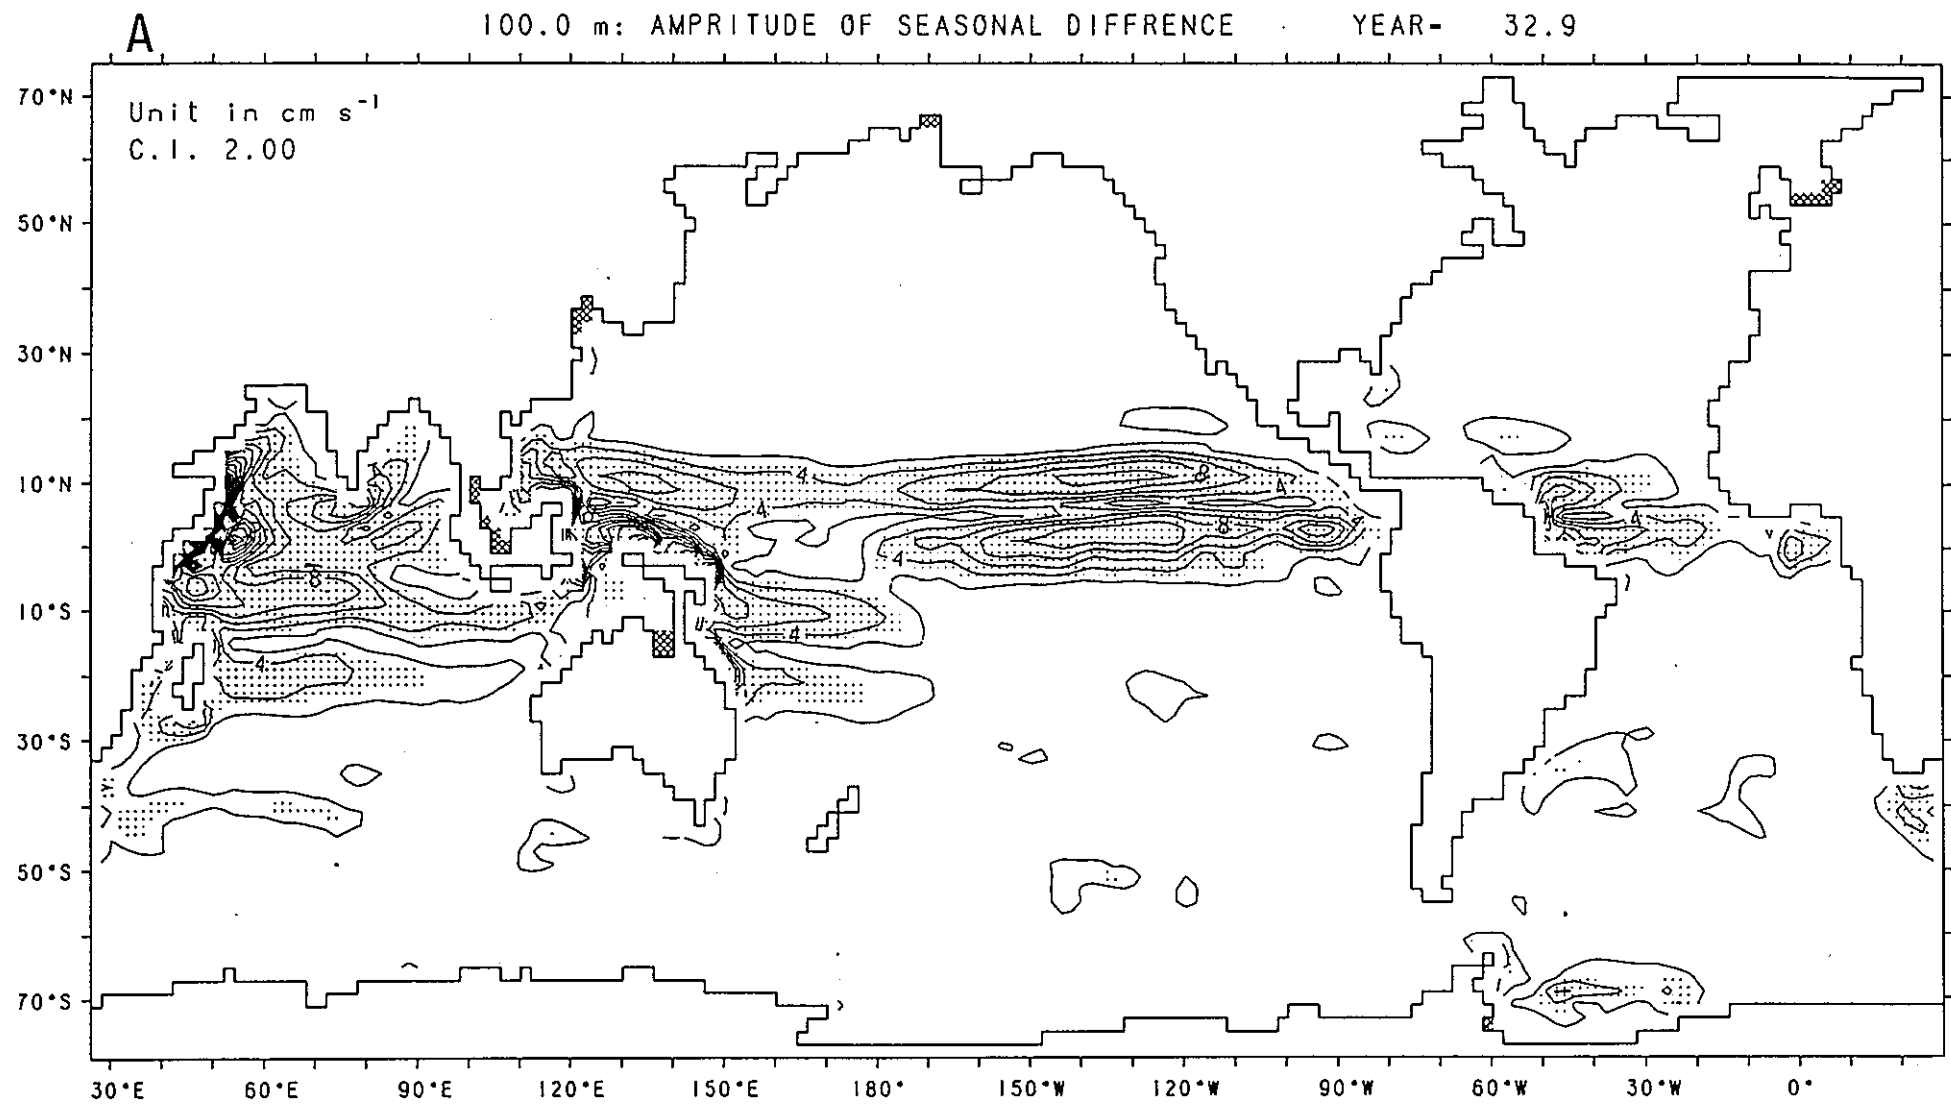 A
100.0 m: AMPRITUDE OF SEASONAL DIFFRENCE YEAR- 32.9
Unit in cm s⁻¹
C.I. 2.00
70°N
50°N
30°N
10°N
10°S
30°S
50°S
70°S
4
4
4
4
8
4
8
4
4
8
4
30°E 60°E 90°E 120°E 150°E 180° 150°W 120°W 90°W 60°W 30°W 0°